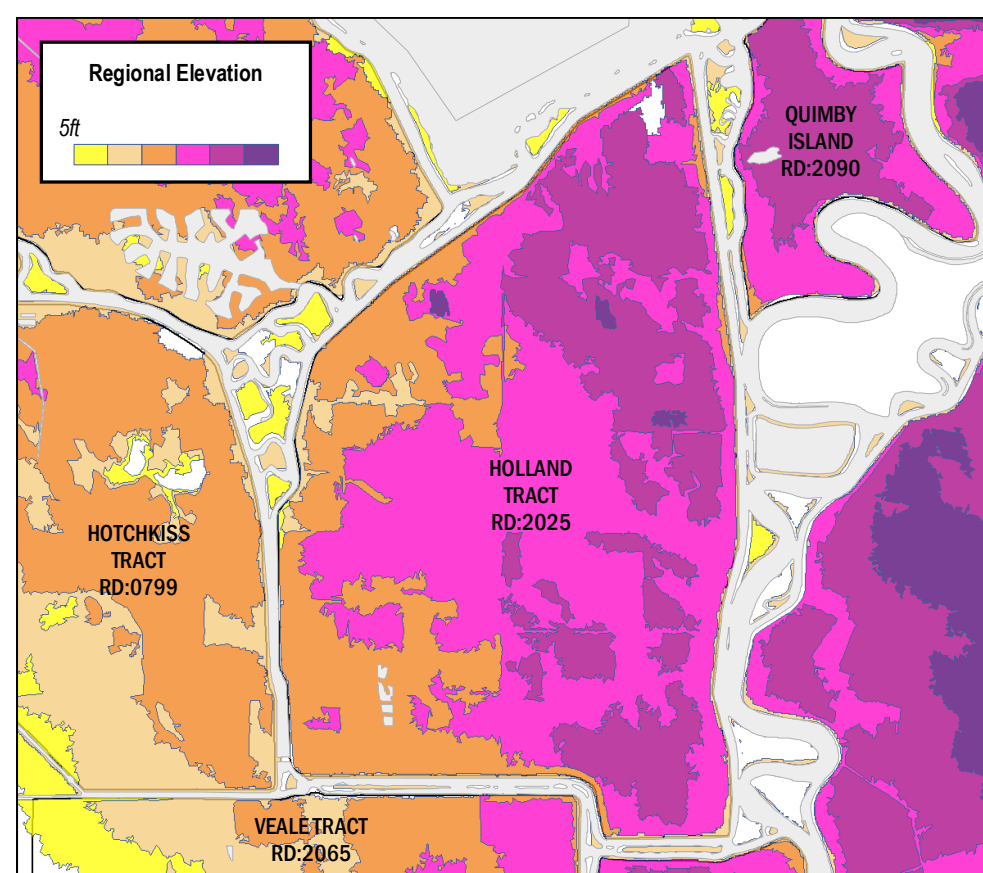 Regional Elevation
5ft
QUIMBY
ISLAND
RD:2090
HOLLAND
TRACT
RD:2025
HOTCHKISS
TRACT
RD:0799
VEALE TRACT
RD:2065